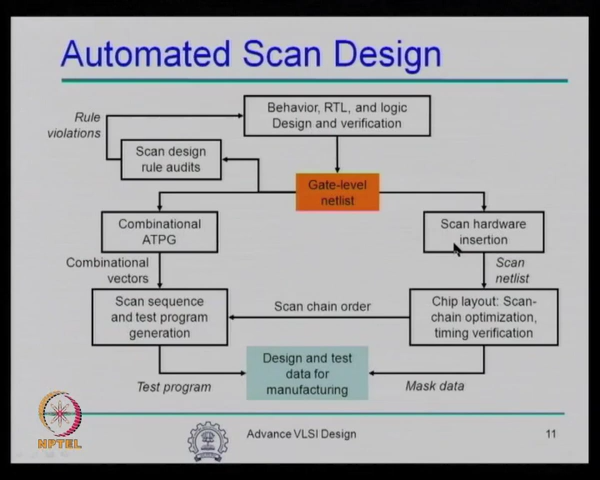 Automated Scan Design
Behavior, RTL, and logic
Design and verification
Rule
violations
Scan design
rule audits
Gate-level
netlist
Combinational
ATPG
Scan hardware
insertion
Combinational
vectors
Scan
netlist
Scan sequence
and test program
generation
Scan chain order
Chip layout: Scan-
chain optimization,
timing verification
Design and test
data for
manufacturing
Test program
Mask data
NPTEL
Advance VLSI Design
11